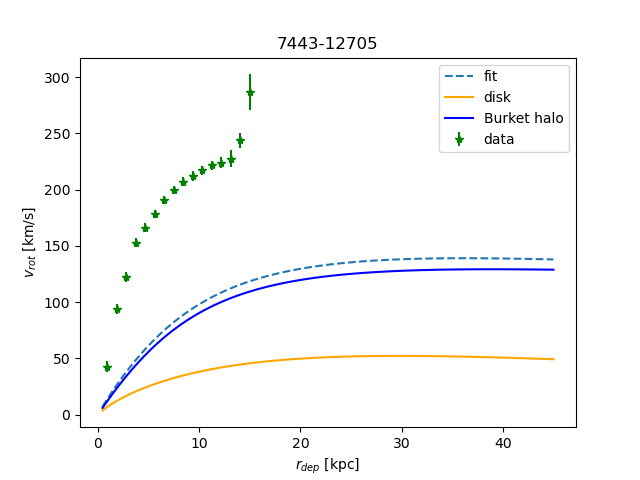 7443-12705
fit
disk
Burket halo
data
300
250
200
150
100
50
0
v_rot [km/s]
0 10 20 30 40
r_dep [kpc]